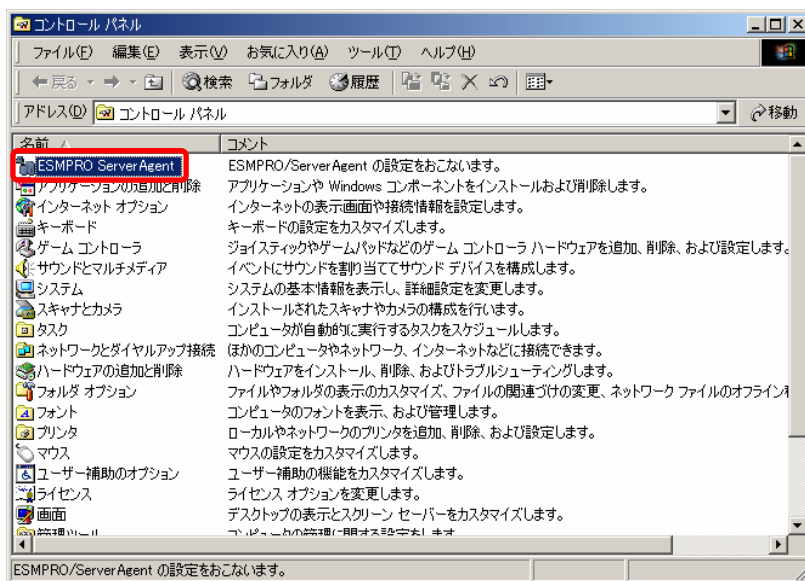 コントロール パネル
ファイル(F) 編集(E) 表示(V) お気に入り(A) ツール(T) ヘルプ(H)
戻る 検索 フォルダ 履歴
アドレス(D) コントロール パネル 移動
名前 コメント
ESMPRO ServerAgent ESMPRO/ServerAgent の設定をおこないます。
アプリケーションの追加と削除 アプリケーションや Windows コンポーネントをインストールおよび削除します。
インターネット オプション インターネットの表示画面や接続情報を設定します。
キーボード キーボードの設定をカスタマイズします。
ゲーム コントローラ ジョイスティックやゲームパッドなどのゲーム コントローラ ハードウェアを追加、削除、および設定します。
サウンドとマルチメディア イベントにサウンドを割り当ててサウンド デバイスを構成します。
システム システムの基本情報を表示し、詳細設定を変更します。
スキャナとカメラ インストールされたスキャナやカメラの構成を行います。
タスク コンピュータが自動的に実行するタスクをスケジュールします。
ネットワークとダイヤルアップ接続 ほかのコンピュータやネットワーク、インターネットなどに接続できます。
ハードウェアの追加と削除 ハードウェアをインストール、削除、およびトラブルシューティングします。
フォルダ オプション ファイルやフォルダの表示のカスタマイズ、ファイルの関連づけの変更、ネットワーク ファイルのオフライン
フォント コンピュータのフォントを表示、および管理します。
プリンタ ローカルやネットワークのプリンタを追加、削除、および設定します。
マウス マウスの設定をカスタマイズします。
ユーザー補助のオプション ユーザー補助の機能をカスタマイズします。
ライセンス ライセンス オプションを変更します。
画面 デスクトップの表示とスクリーン セーバーをカスタマイズします。
管理ツール コンピュータの管理に関する設定をします
ESMPRO/ServerAgent の設定をおこないます。